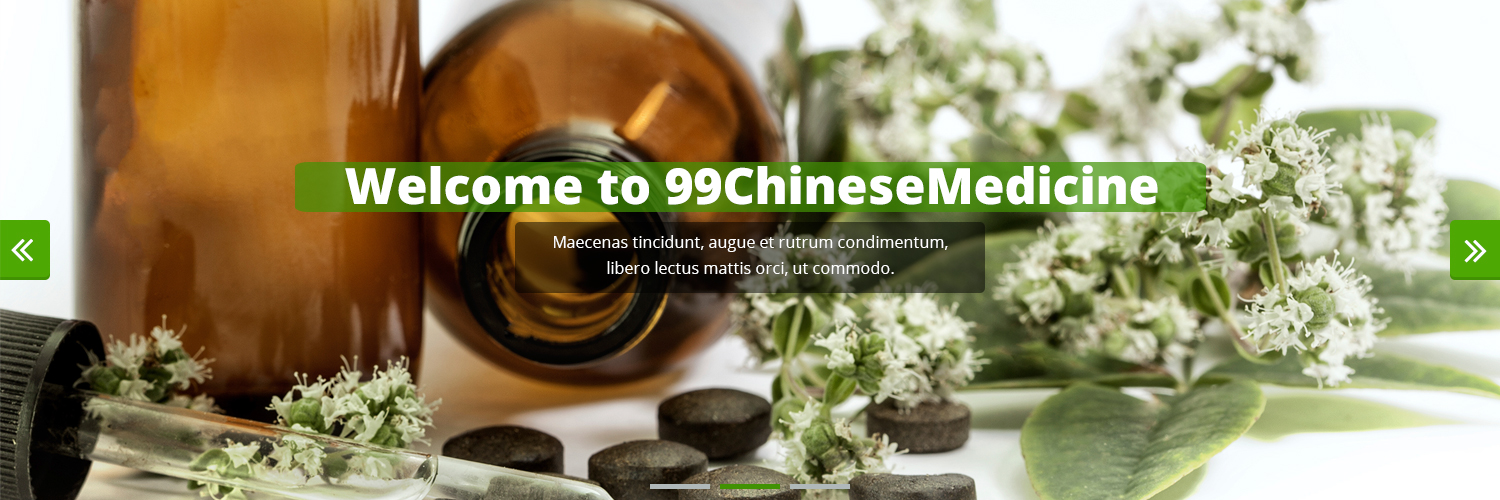 Welcome to 99ChineseMedicine
Maecenas tincidunt, augue et rutrum condimentum,
libero lectus mattis orci, ut commodo.